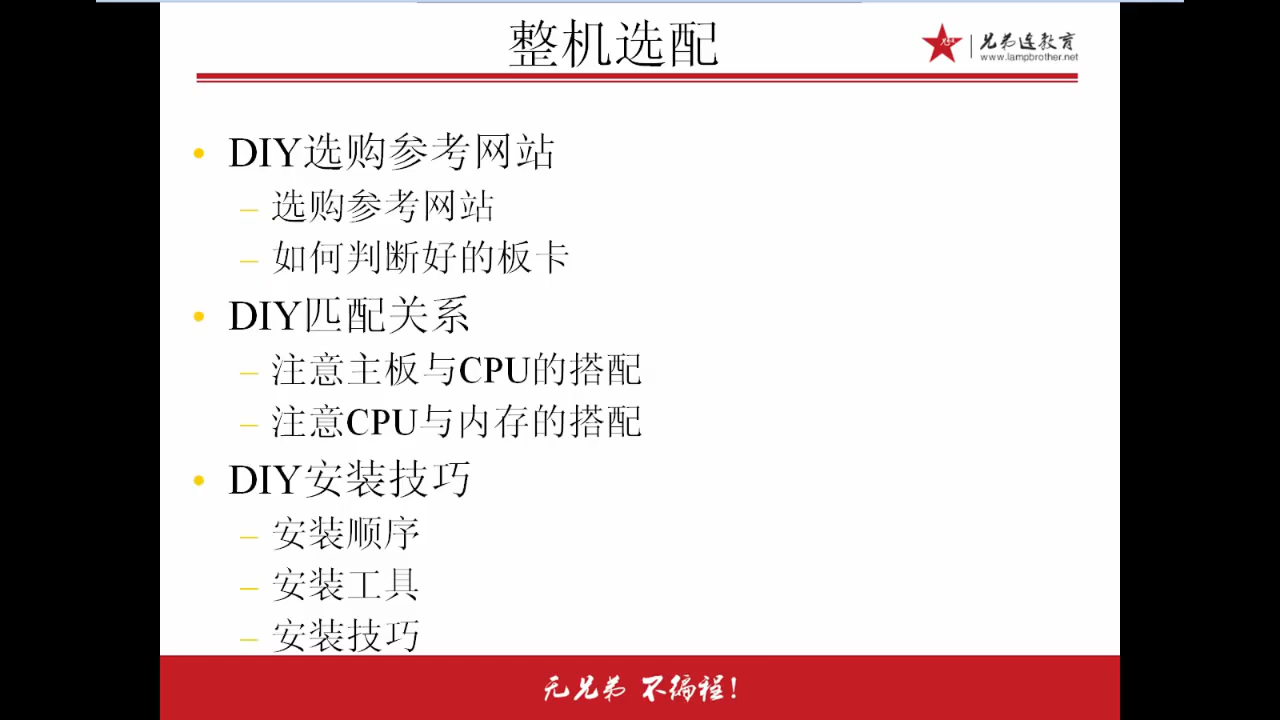 整机选配
兄弟连教育
www.lampbrother.net
• DIY选购参考网站
– 选购参考网站
– 如何判断好的板卡
• DIY匹配关系
– 注意主板与CPU的搭配
– 注意CPU与内存的搭配
• DIY安装技巧
– 安装顺序
– 安装工具
– 安装技巧
无兄弟 不编程!